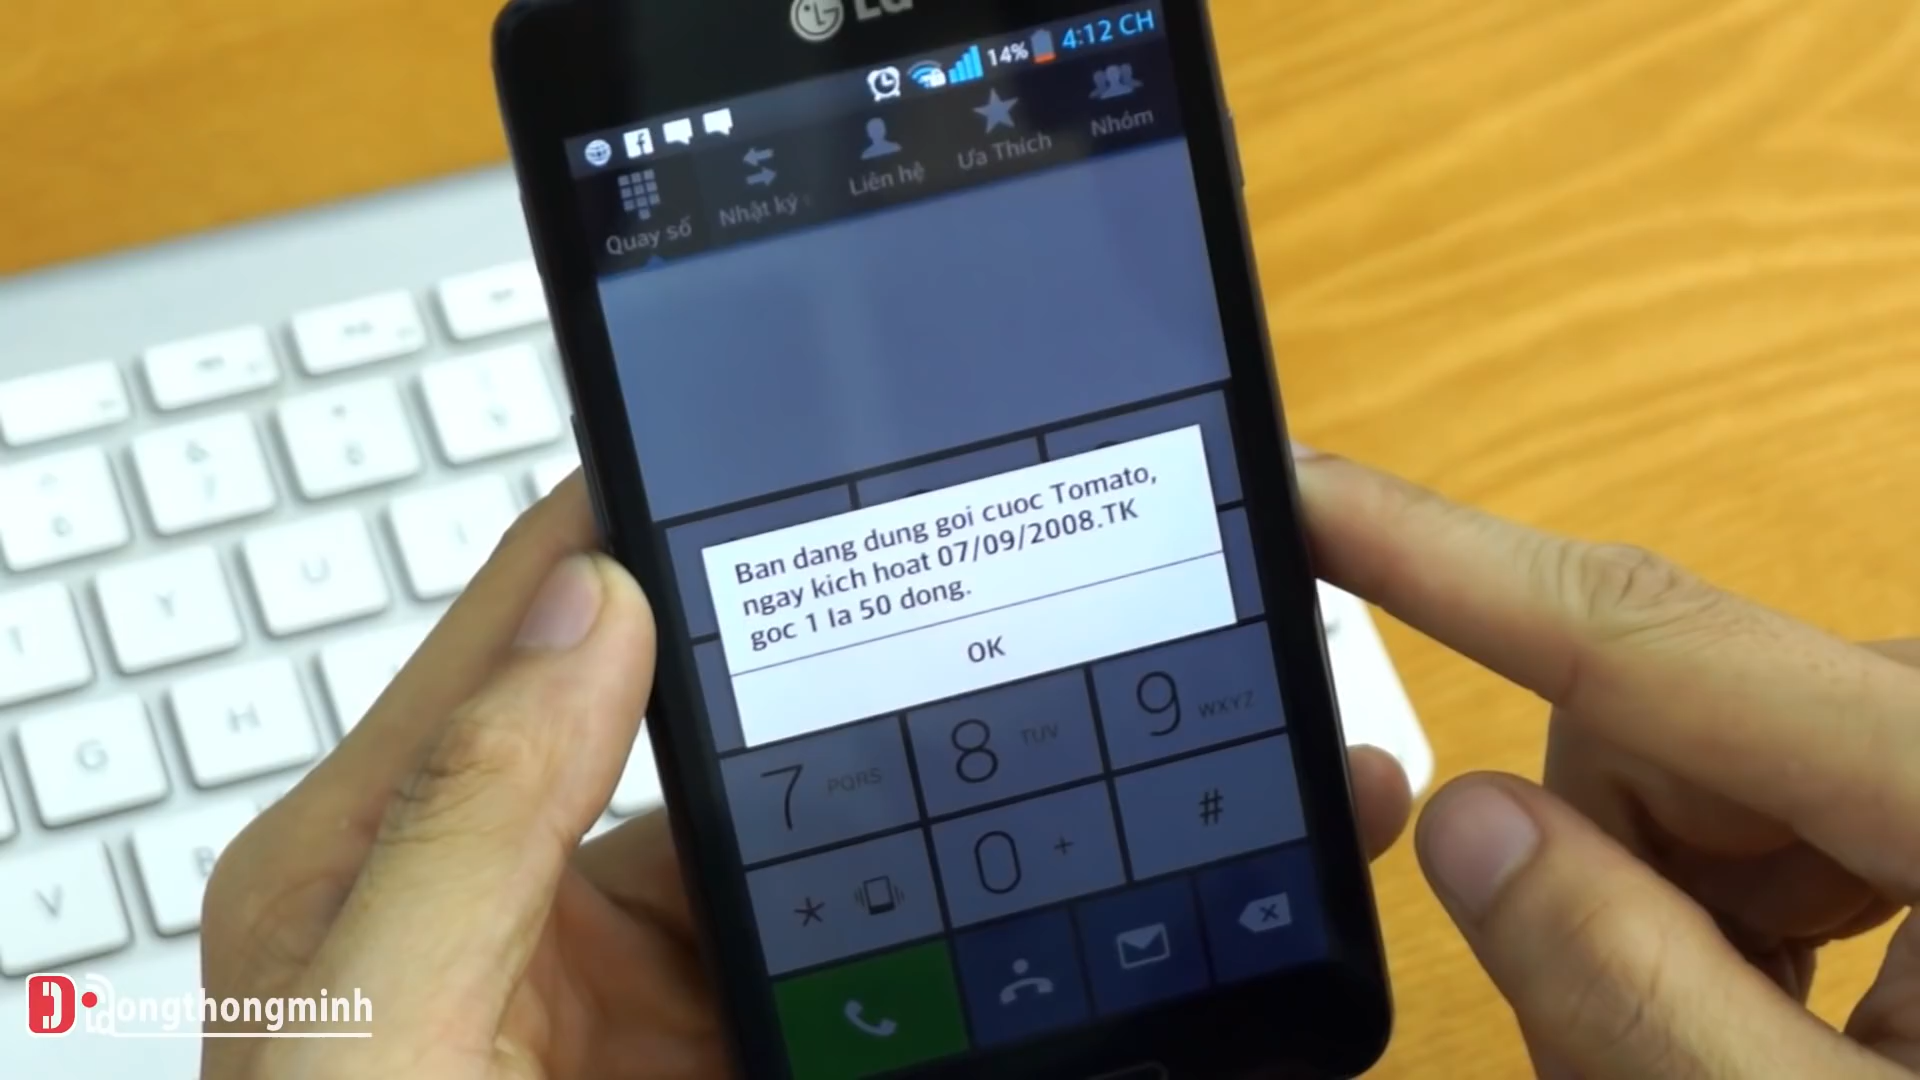 LG
14% 4:12 CH
Quay số
Nhật ký
Liên hệ
Ưa Thích
Nhóm
Ban dang dung goi cuoc Tomato,
ngay kich hoat 07/09/2008.TK
goc 1 la 50 dong.
OK
7 PQRS
8 TUV
9 WXYZ
*
0 +
#
U
Y
H
G
B
V
didongthongminh